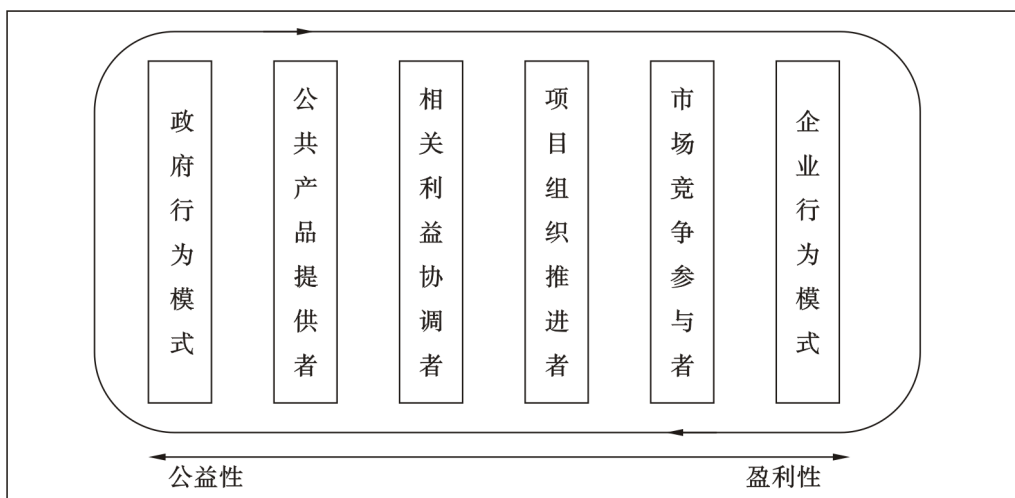 政府行为模式
公共产品提供者
相关利益协调者
项目组织推进者
市场竞争参与者
企业行为模式
公益性
盈利性